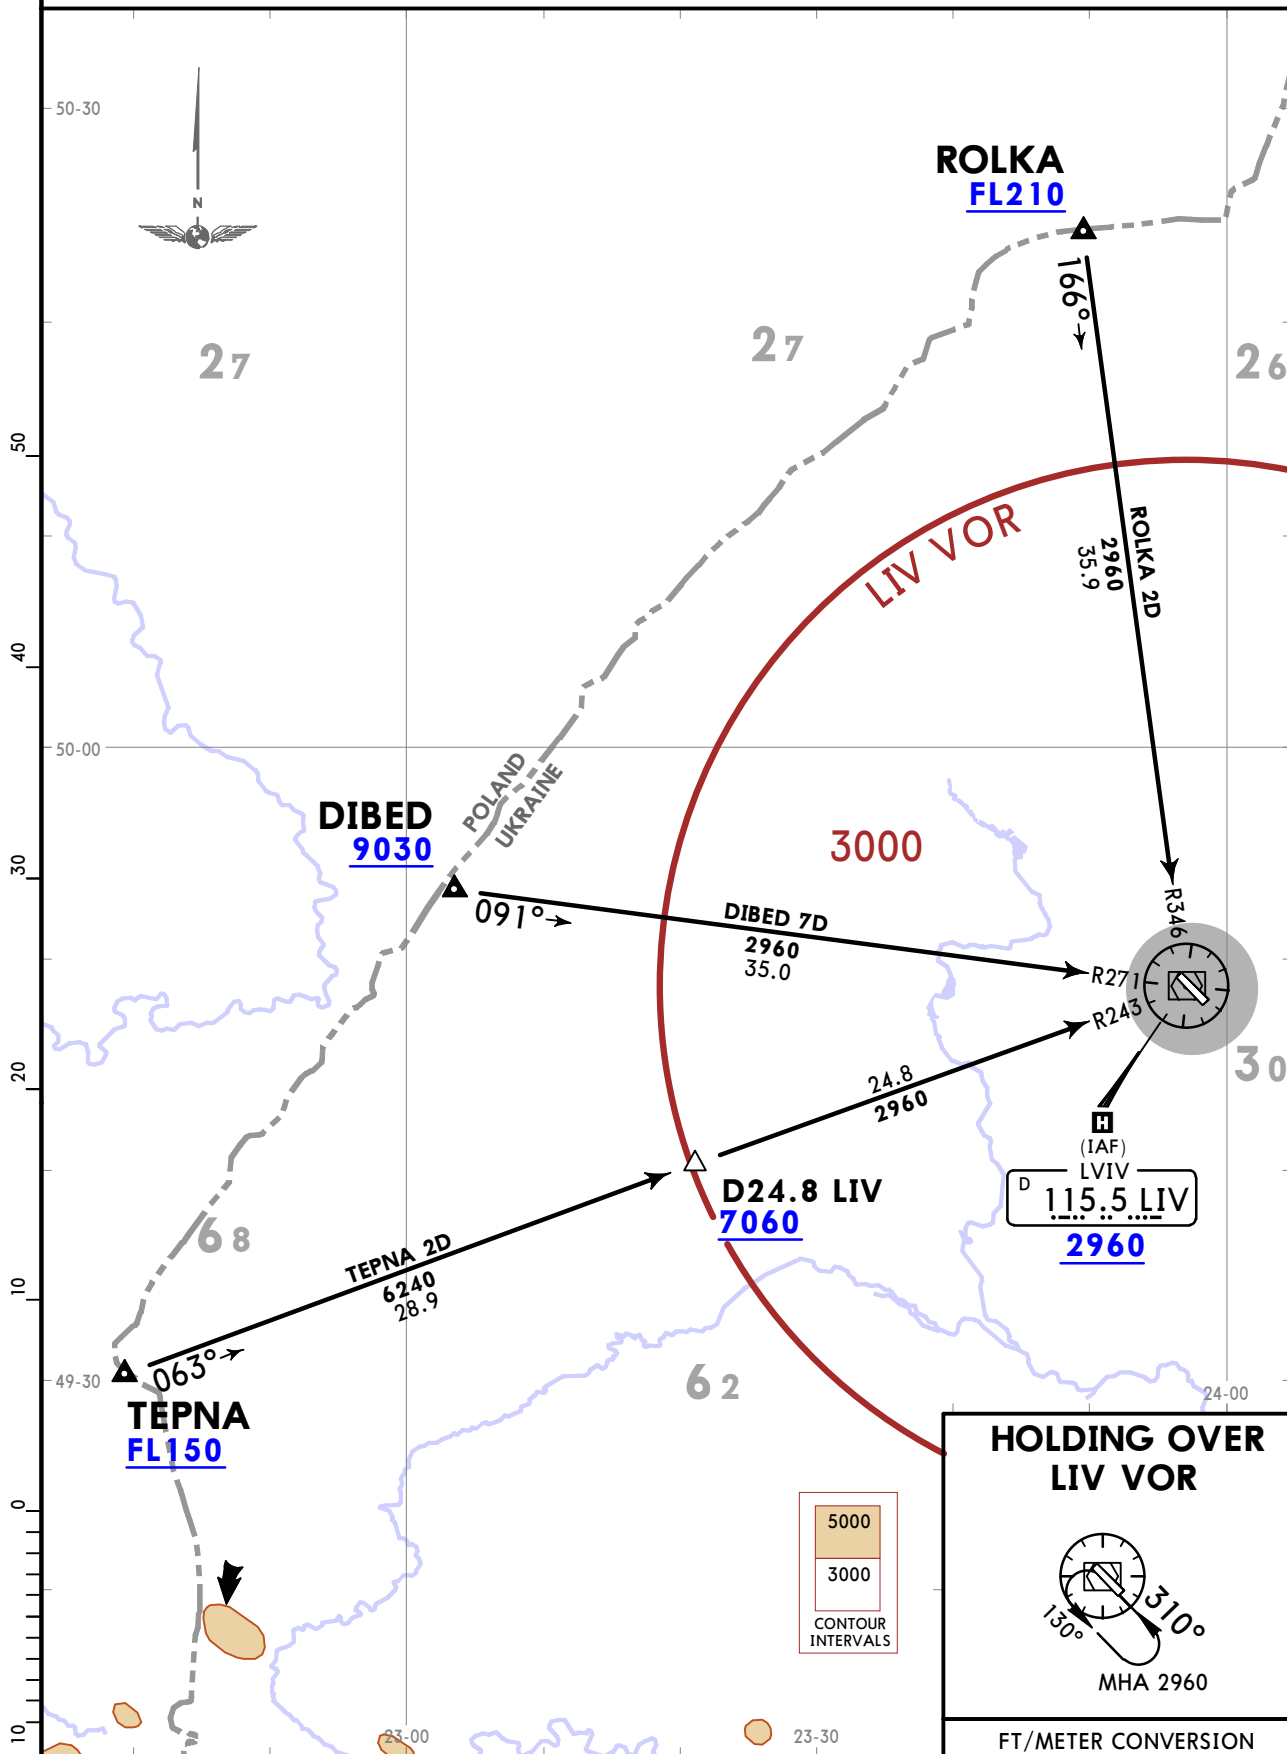 50-30
N
ROLKA
FL210
166°
27
27
26
50
LIV VOR
ROLKA 2D
2960
35.9
40
50-00
POLAND
UKRAINE
DIBED
9030
3000
30
091°
DIBED 7D
2960
35.0
R346
R271
R243
20
24.8
2960
30
H
(IAF)
LVIV
D
115.5 LIV
2960
D24.8 LIV
7060
68
TEPNA 2D
6240
28.9
10
063°
49-30
TEPNA
FL150
62
24-00
HOLDING OVER
LIV VOR
0
5000
3000
CONTOUR
INTERVALS
310°
130°
MHA 2960
10
23-00
23-30
FT/METER CONVERSION